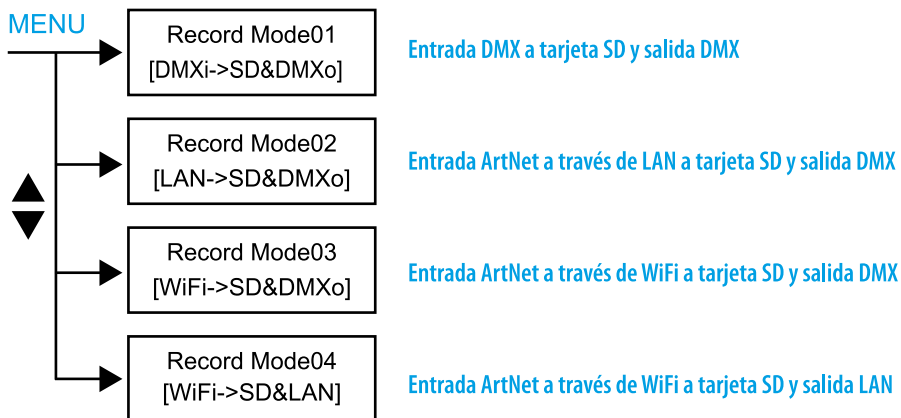 MENU
Record Mode01
[DMXi->SD&DMXo]
Entrada DMX a tarjeta SD y salida DMX
Record Mode02
[LAN->SD&DMXo]
Entrada ArtNet a través de LAN a tarjeta SD y salida DMX
Record Mode03
[WiFi->SD&DMXo]
Entrada ArtNet a través de WiFi a tarjeta SD y salida DMX
Record Mode04
[WiFi->SD&LAN]
Entrada ArtNet a través de WiFi a tarjeta SD y salida LAN